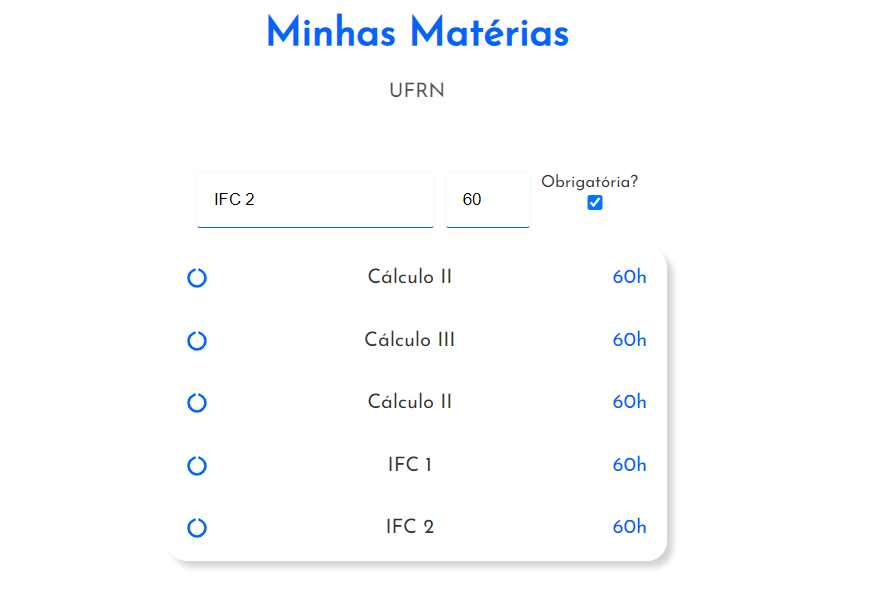 Minhas Matérias
UFRN
IFC 2 60 Obrigatória?
Cálculo II 60h
Cálculo III 60h
Cálculo II 60h
IFC 1 60h
IFC 2 60h